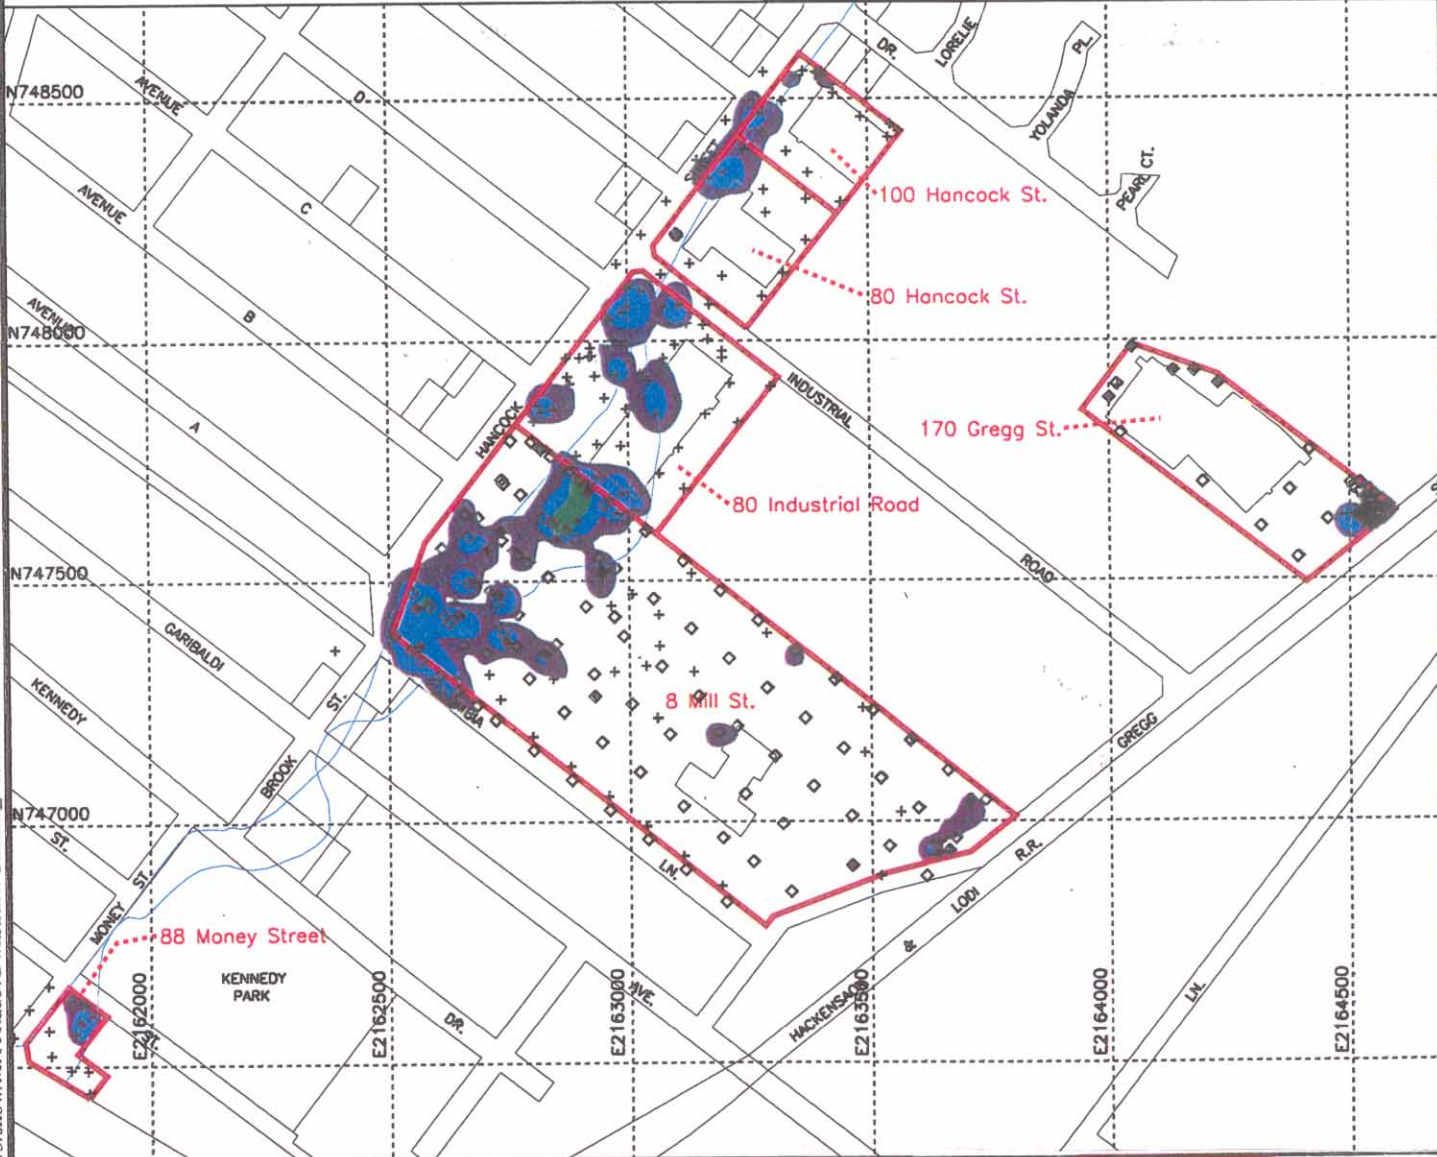 DR.
LORELIE
PL.
N748500
AVENUE
D
YOLANDA
PEARL CT.
STREET
AVENUE
C
100 Hancock St.
80 Hancock St.
AVENUE
B
N748000
INDUSTRIAL
HANCOCK
A
170 Gregg St.
80 Industrial Road
ROAD
N747500
GARIBALDI
KENNEDY
ST.
8 Mill St.
GREGG
BROOK
N747000
ST.
LN.
R.R.
LODI
ST.
MONEY
&
88 Money Street
KENNEDY
PARK
HACKENSACK
AVE.
DR.
LN.
St.
E2162000
E2162500
E2163000
E2163500
E2164000
E2164500